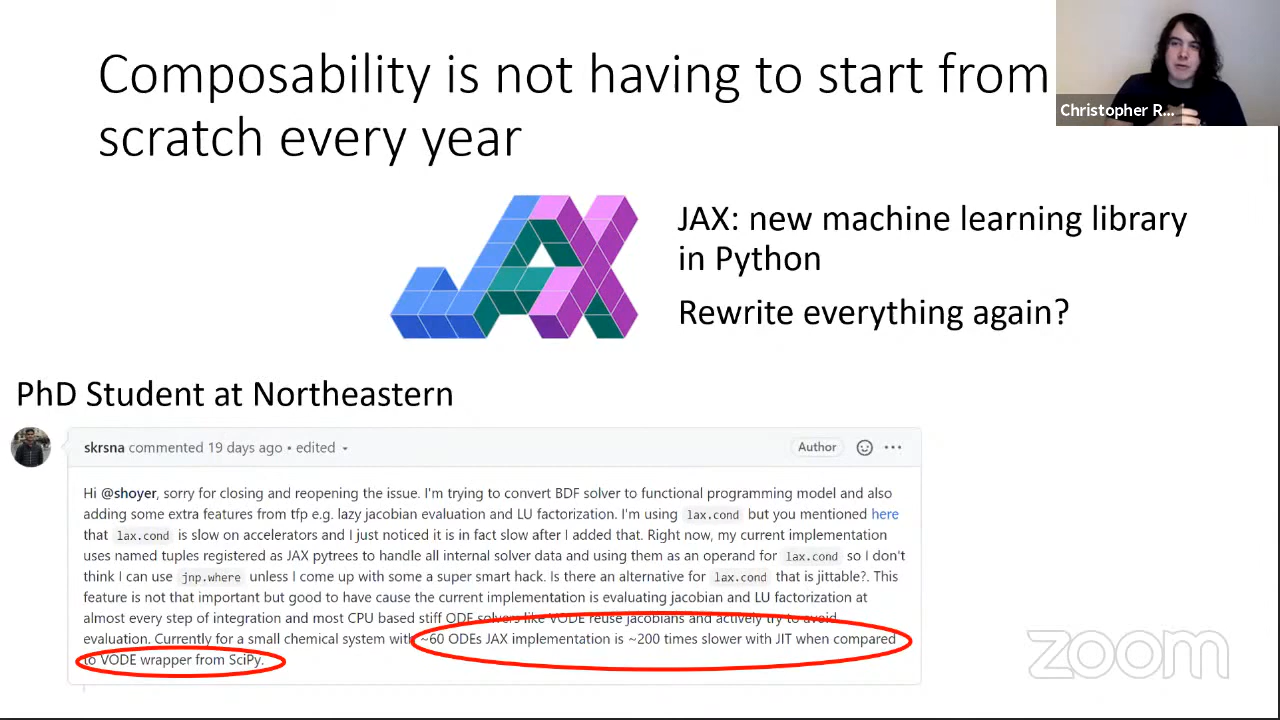 Composability is not having to start from
scratch every year
Christopher R...
JAX
JAX: new machine learning library
in Python
Rewrite everything again?
PhD Student at Northeastern
skrsna commented 19 days ago • edited
Author
Hi @shoyer, sorry for closing and reopening the issue. I'm trying to convert BDF solver to functional programming model and also
adding some extra features from tfp e.g. lazy jacobian evaluation and LU factorization. I'm using lax.cond but you mentioned here
that lax.cond is slow on accelerators and I just noticed it is in fact slow after I added that. Right now, my current implementation
uses named tuples registered as JAX pytrees to handle all internal solver data and using them as an operand for lax.cond so I don't
think I can use jnp.where unless I come up with some a super smart hack. Is there an alternative for lax.cond that is jittable?. This
feature is not that important but good to have cause the current implementation is evaluating jacobian and LU factorization at
almost every step of integration and most CPU based stiff ODE solvers like VODE reuse jacobians and actively try to avoid
evaluation. Currently for a small chemical system with ~60 ODEs JAX implementation is ~200 times slower with JIT when compared
to VODE wrapper from SciPy.
zoom